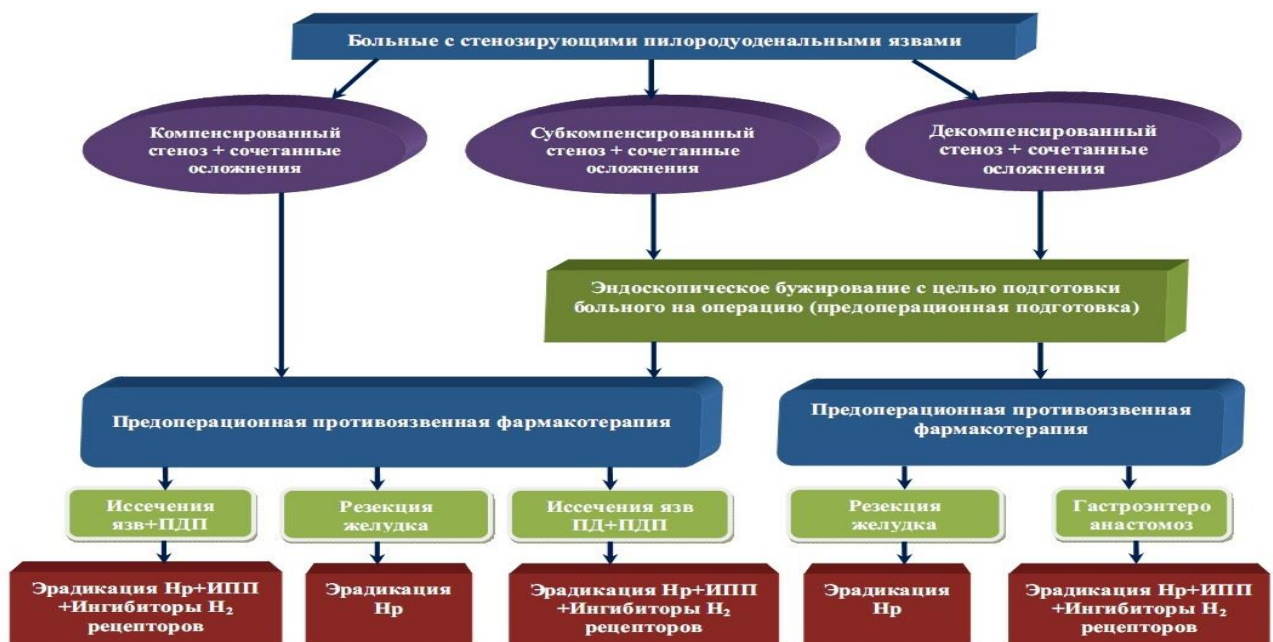 Больные с стенозирующими пилородуоденальными язвами
Компенсированный
стеноз + сочетанные
осложнения
Субкомпенсированный
стеноз + сочетанные
осложнения
Декомпенсированный
стеноз + сочетанные
осложнения
Эндоскопическое бужирование с целью подготовки
больного на операцию (предоперационная подготовка)
Предоперационная противоязвенная фармакотерапия
Предоперационная противоязвенная
фармакотерапия
Иссечения
язв+ПДП
Резекция
желудка
Иссечения язв
ПД+ПДП
Резекция
желудка
Гастроэнтеро
анастомоз
Эрадикация Нр+ИПП
+Ингибиторы Н₂
рецепторов
Эрадикация
Нр
Эрадикация Нр+ИПП
+Ингибиторы Н₂
рецепторов
Эрадикация
Нр
Эрадикация Нр+ИПП
+Ингибиторы Н₂
рецепторов